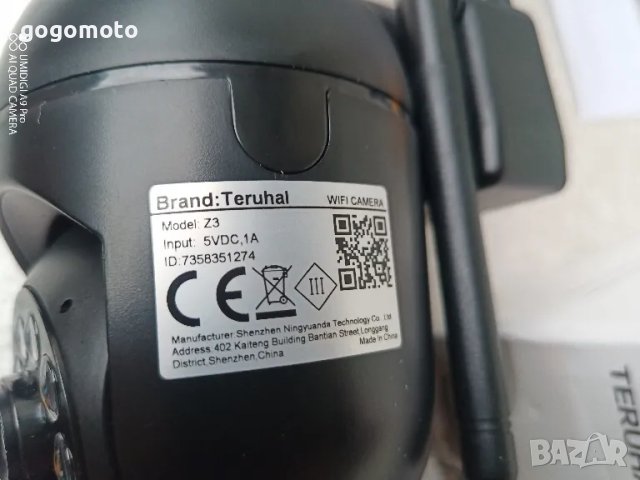 gogomoto
UMIDIGI A9 Pro
AI QUAD CAMERA
Brand:Teruhal
WIFI CAMERA
Model: Z3
Input: 5VDC,1A
ID:7358351274
CE
III
Manufacturer:Shenzhen Ningyuanda Technology Co., Ltd
Address:402 Kaiteng Building Bantian Street Longgang
District.Shenzhen,China
Made In China
bazar